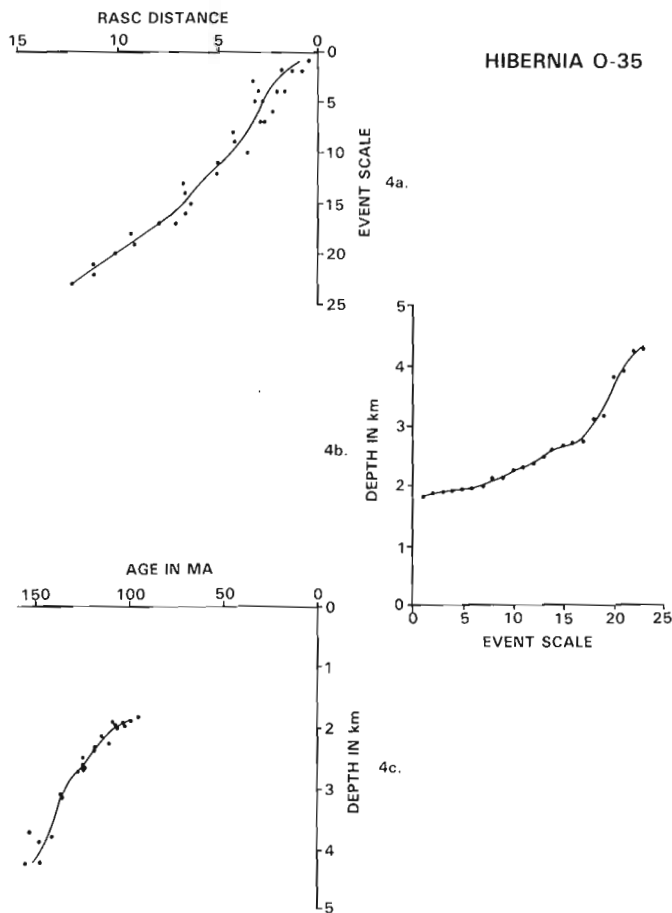 RASC DISTANCE
15 10 5 0
0
5
10
15
20
25
EVENT SCALE
HIBERNIA O-35
4a.
5
4
3
2
1
0
DEPTH IN km
0 5 10 15 20 25
EVENT SCALE
4b.
AGE IN MA
150 100 50 0
0
1
2
3
4
5
DEPTH IN km
4c.